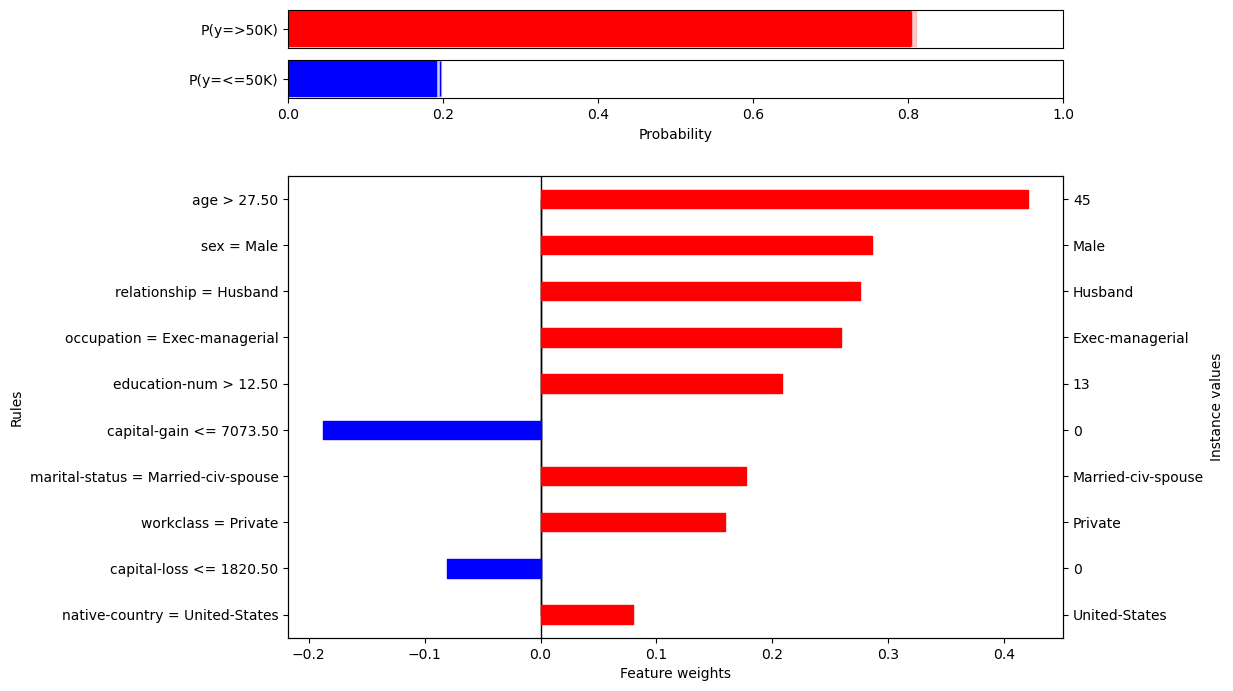 P(y=>50K)
P(y=<=50K)
0.0 0.2 0.4 0.6 0.8 1.0
Probability
Rules
age > 27.50 45
sex = Male Male
relationship = Husband Husband
occupation = Exec-managerial Exec-managerial
education-num > 12.50 13
capital-gain <= 7073.50 0
marital-status = Married-civ-spouse Married-civ-spouse
workclass = Private Private
capital-loss <= 1820.50 0
native-country = United-States United-States
Instance values
−0.2 −0.1 0.0 0.1 0.2 0.3 0.4
Feature weights